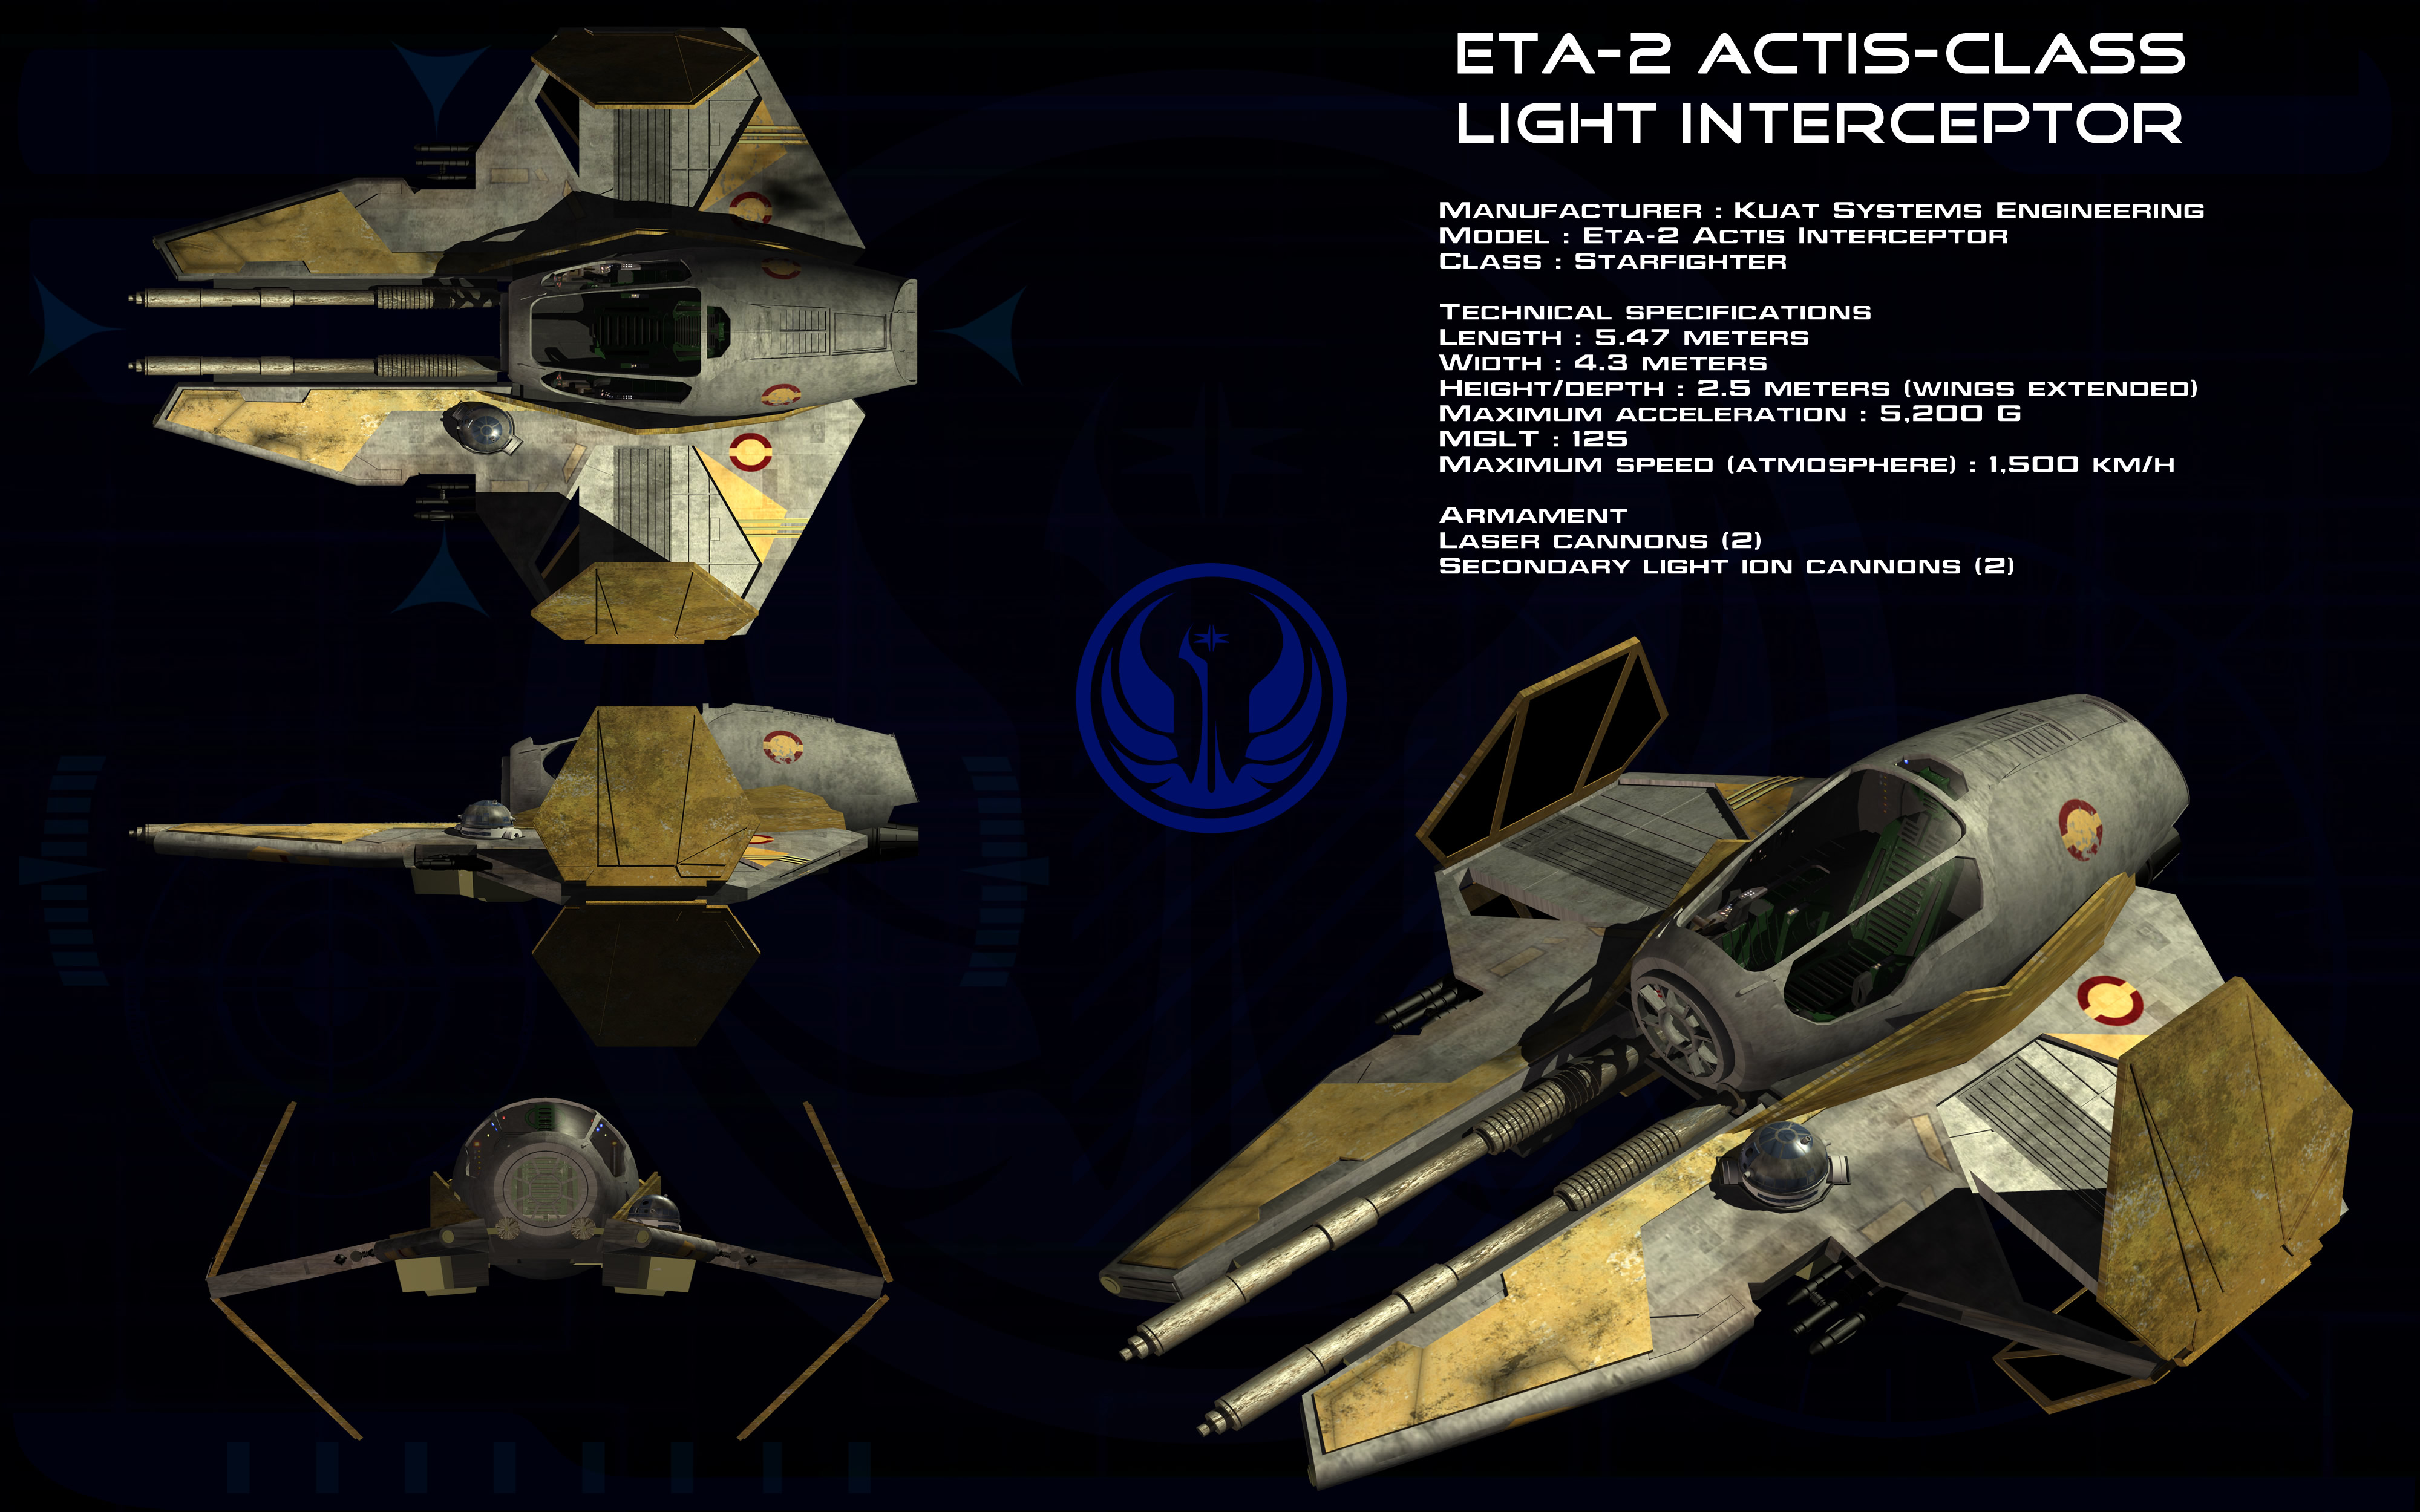 ETA-2 ACTIS-CLASS
LIGHT INTERCEPTOR
Manufacturer : Kuat Systems Engineering
Model : Eta-2 Actis Interceptor
Class : Starfighter
Technical specifications
Length : 5.47 meters
Width : 4.3 meters
Height/depth : 2.5 meters (wings extended)
Maximum acceleration : 5,200 G
MGLT : 125
Maximum speed (atmosphere) : 1,500 km/h
Armament
Laser cannons (2)
Secondary light ion cannons (2)